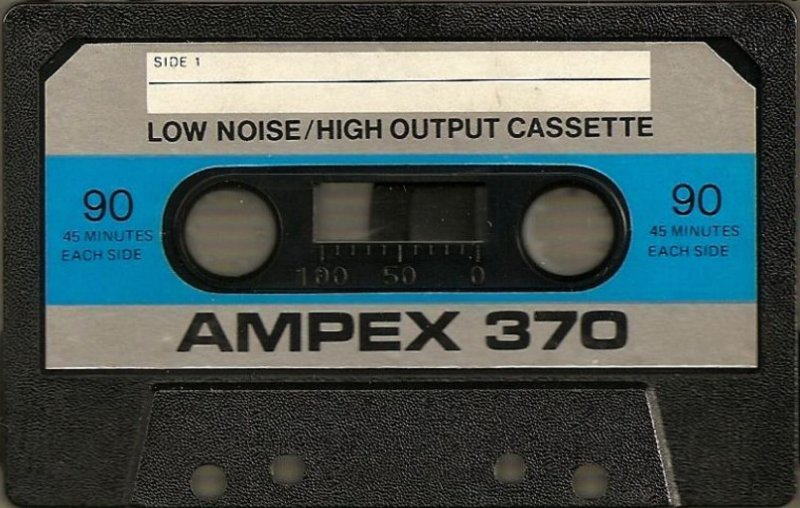 SIDE 1
LOW NOISE/HIGH OUTPUT CASSETTE
90
45 MINUTES
EACH SIDE
100 50 0
90
45 MINUTES
EACH SIDE
AMPEX 370